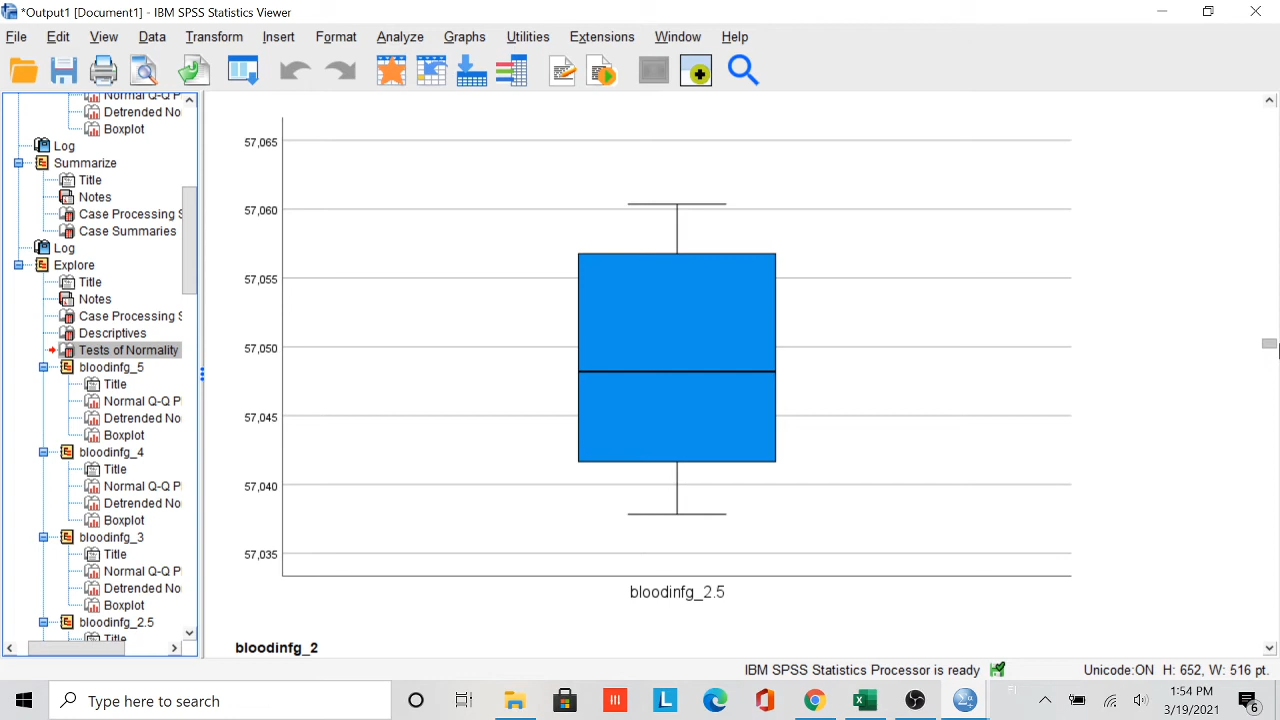 *Output1 [Document1] - IBM SPSS Statistics Viewer
File Edit View Data Transform Insert Format Analyze Graphs Utilities Extensions Window Help
Normal Q-Q P
Detrended No
Boxplot
Log
Summarize
Title
Notes
Case Processing S
Case Summaries
Log
Explore
Title
Notes
Case Processing S
Descriptives
Tests of Normality
bloodinfg_5
Title
Normal Q-Q P
Detrended No
Boxplot
bloodinfg_4
Title
Normal Q-Q P
Detrended No
Boxplot
bloodinfg_3
Title
Normal Q-Q P
Detrended No
Boxplot
bloodinfg_2.5
Title
57,065
57,060
57,055
57,050
57,045
57,040
57,035
bloodinfg_2.5
bloodinfg_2
IBM SPSS Statistics Processor is ready Unicode:ON H: 652, W: 516 pt.
Type here to search
L
1:54 PM
3/19/2021
6